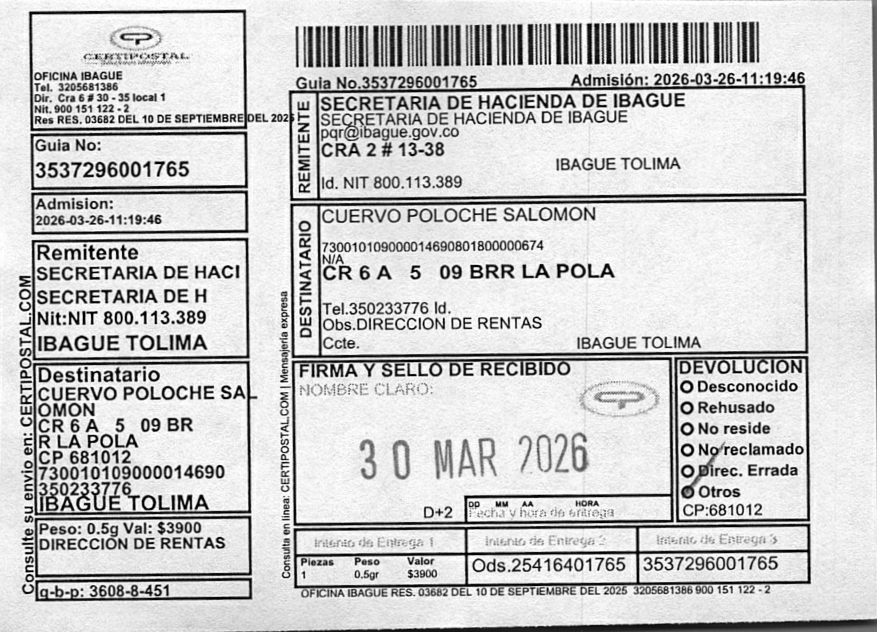 CERTIPOSTAL
OFICINA IBAGUE
Tel. 3205681386
Dir. Cra 6 # 30 - 35 local 1
Nit. 900 151 122 - 2
Res RES. 03682 DEL 10 DE SEPTIEMBRE DEL 2025
Guia No:
3537296001765
Admision:
2026-03-26-11:19:46
Remitente
SECRETARIA DE HACI
SECRETARIA DE H
Nit:NIT 800.113.389
IBAGUE TOLIMA
Destinatario
CUERVO POLOCHE SAL
OMON
CR 6 A 5 09 BR
R LA POLA
CP 681012
730010109000014690
350233776
IBAGUE TOLIMA
Peso: 0.5g Val: $3900
DIRECCIÓN DE RENTAS
q-b-p: 3608-8-451
Consulte su envio en: CERTIPOSTAL.COM
Guia No.3537296001765
Admisión: 2026-03-26-11:19:46
REMITENTE
SECRETARIA DE HACIENDA DE IBAGUE
SECRETARIA DE HACIENDA DE IBAGUE
pqr@ibague.gov.co
CRA 2 # 13-38
IBAGUE TOLIMA
Id. NIT 800.113.389
DESTINATARIO
CUERVO POLOCHE SALOMON
730010109000014690801800000674
N/A
CR 6 A 5 09 BRR LA POLA
Tel.350233776 Id.
Obs.DIRECCION DE RENTAS
Ccte.
IBAGUE TOLIMA
Consulta en línea: CERTIPOSTAL.COM | Mensajería expresa
FIRMA Y SELLO DE RECIBIDO
NOMBRE CLARO:
30 MAR 2026
D+2
DD MM AA HORA
Fecha y hora de entrega
DEVOLUCION
Desconocido
Rehusado
No reside
No reclamado
Direc. Errada
Otros
CP:681012
Intento de Entrega 1
Intento de Entrega 2
Intento de Entrega 3
Piezas Peso Valor
1 0.5gr $3900
Ods.25416401765
3537296001765
OFICINA IBAGUE RES. 03682 DEL 10 DE SEPTIEMBRE DEL 2025 3205681386 900 151 122 - 2